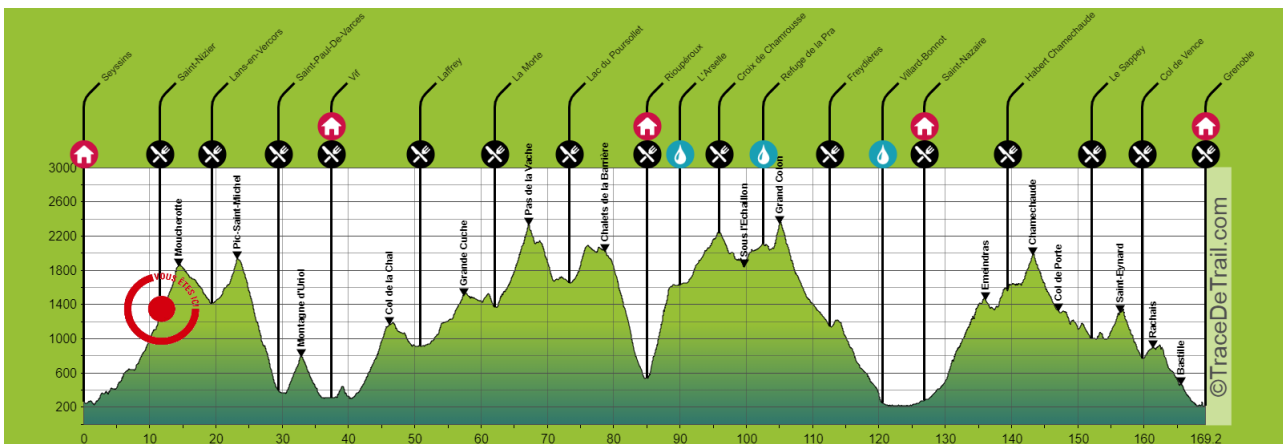 Seyssins
Saint-Nizier
Lans-en-Vercors
Saint-Paul-De-Varces
Vif
Laffrey
La Morte
Lac du Poursollet
Rioupéroux
L'Arselle
Croix de Chamrousse
Refuge de la Pra
Freydières
Villard-Bonnot
Saint-Nazaire
Habert Chamechaude
Le Sappey
Col de Vence
Grenoble
3000
2600
2200
1800
1400
1000
600
200
Moucherotte
Pic-Saint-Michel
Montagne d'Uriol
Col de la Chal
Grande Cuche
Pas de la Vache
Chalets de la Barrière
Sous l'Echaillon
Grand Colon
Emeindras
Chamechaude
Col de Porte
Saint-Eynard
Rachais
Bastille
VOUS ÊTES ICI
©TraceDeTrail.com
0 10 20 30 40 50 60 70 80 90 100 110 120 130 140 150 160 169.2